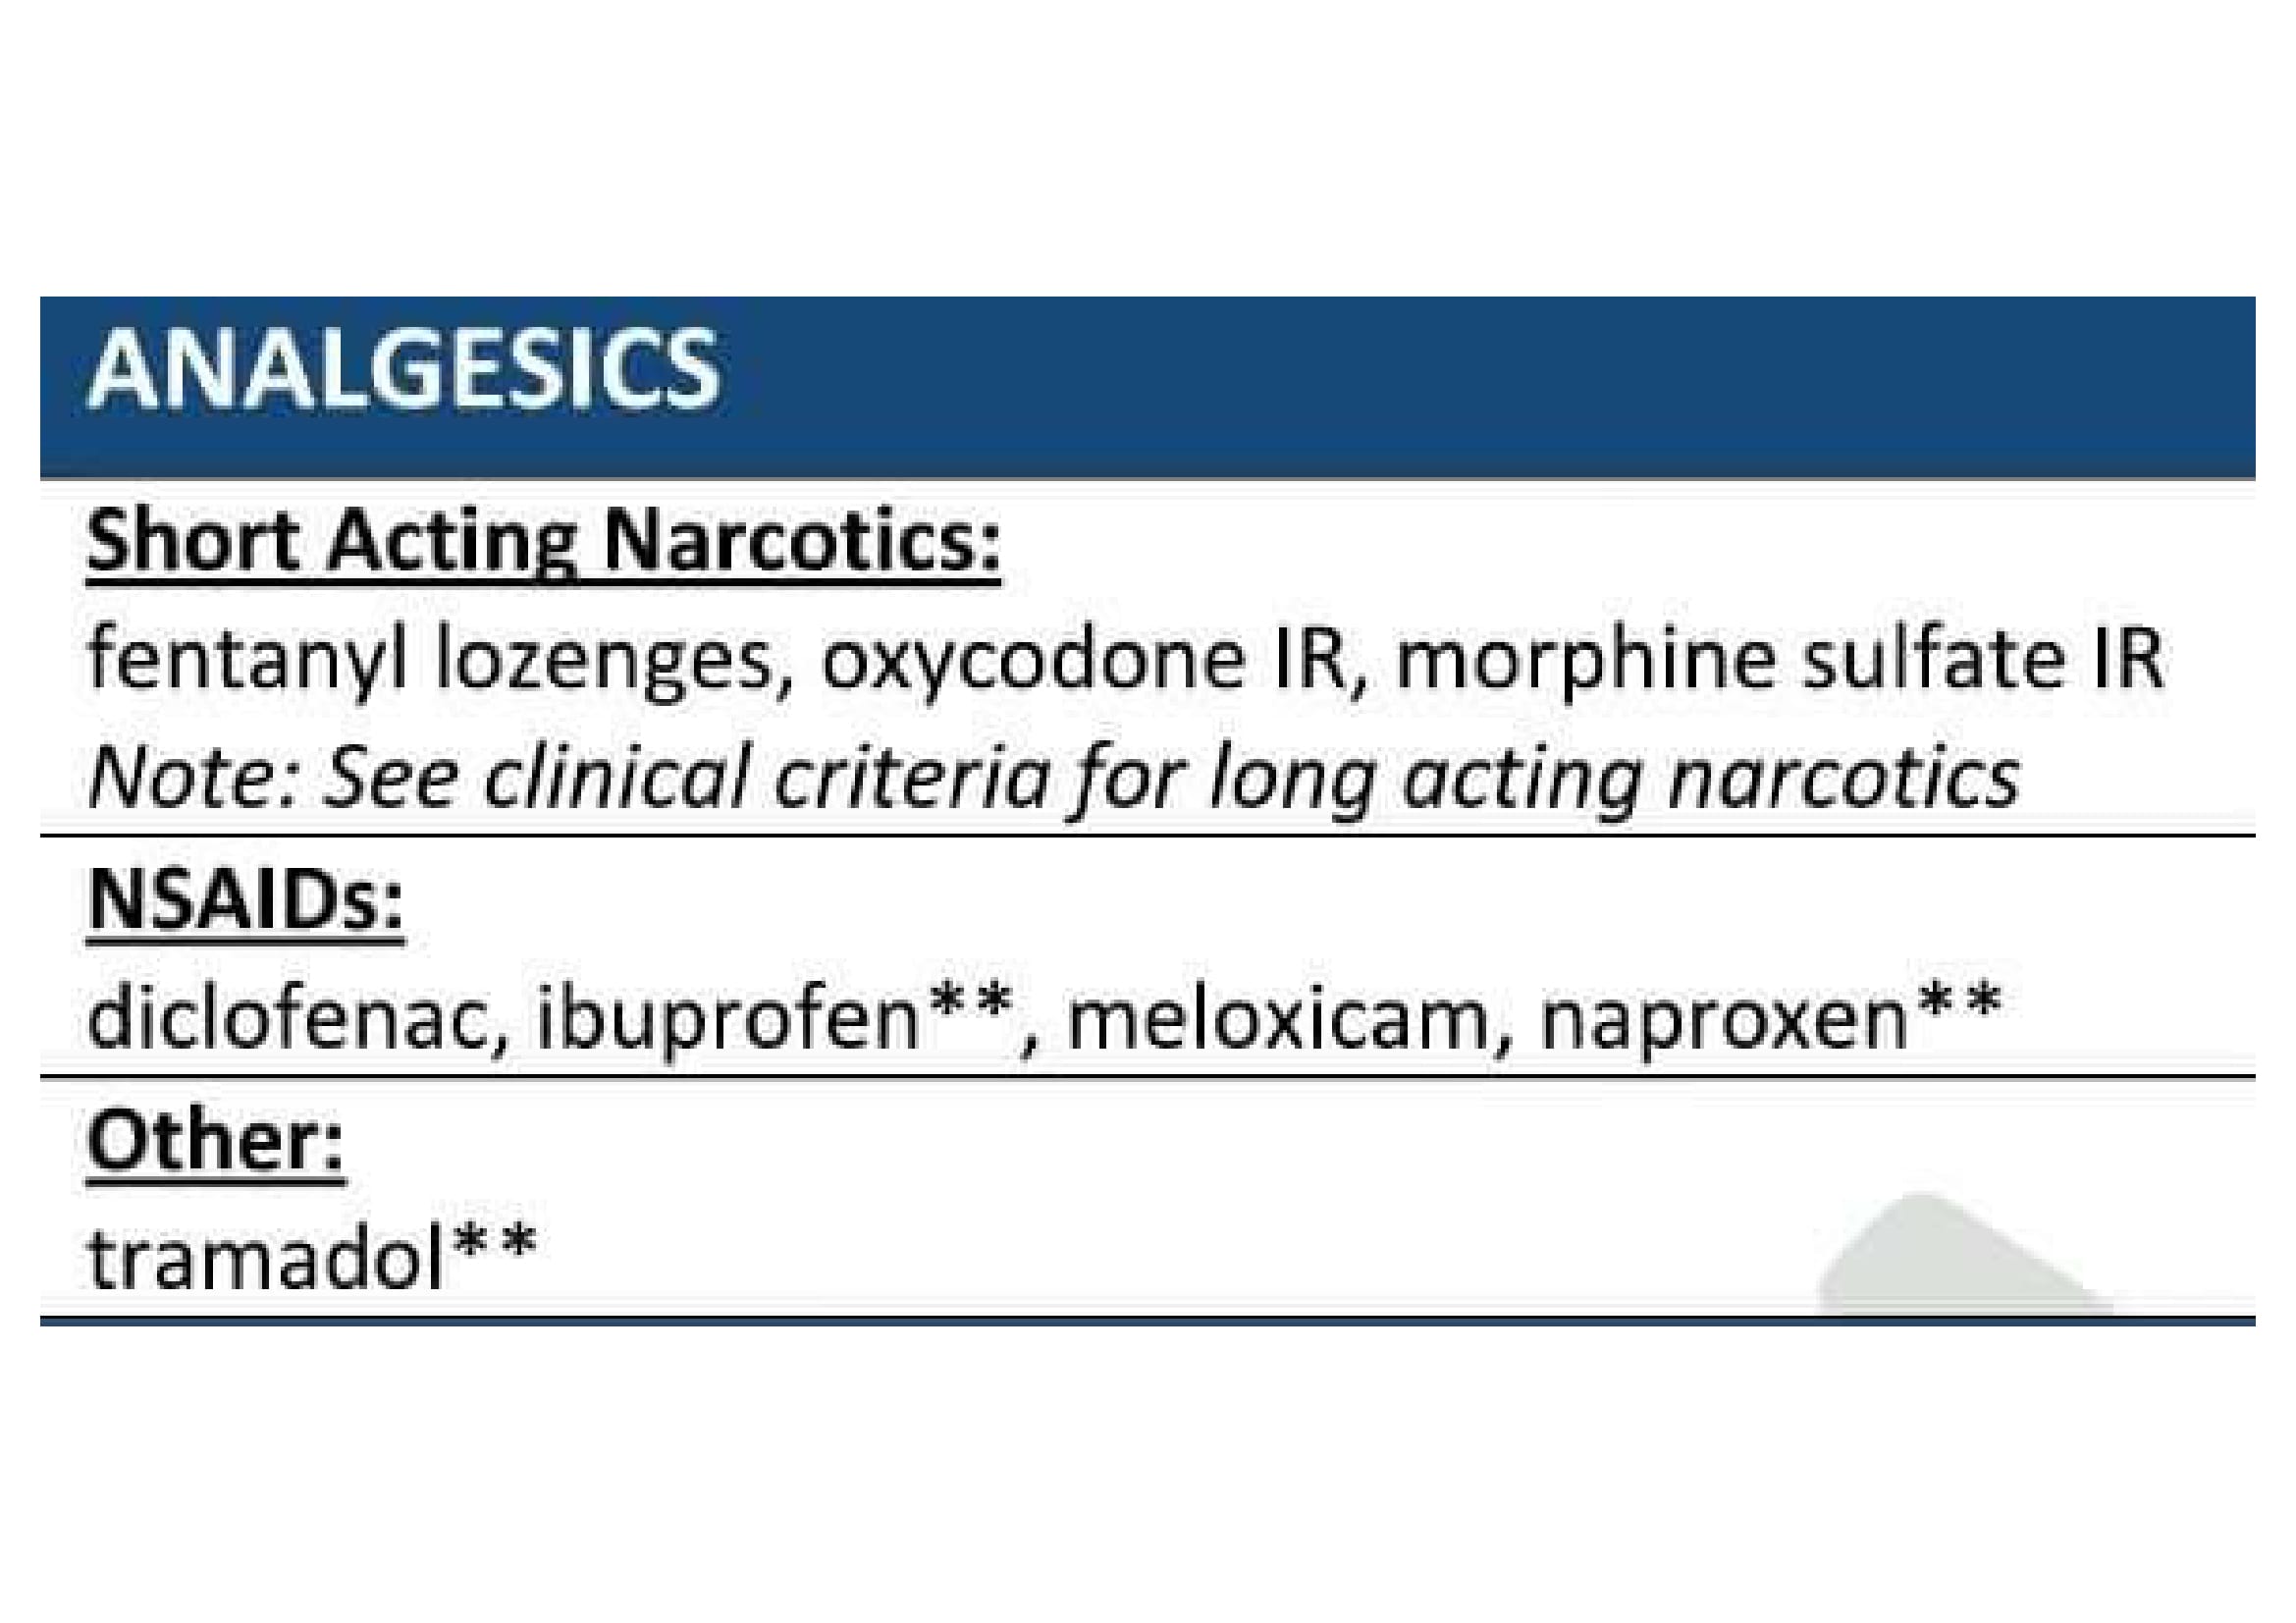 ANALGESICS
Short Acting Narcotics:
fentanyl lozenges, oxycodone IR, morphine sulfate IR
Note: See clinical criteria for long acting narcotics
NSAIDs:
diclofenac, ibuprofen**, meloxicam, naproxen**
Other:
tramadol**